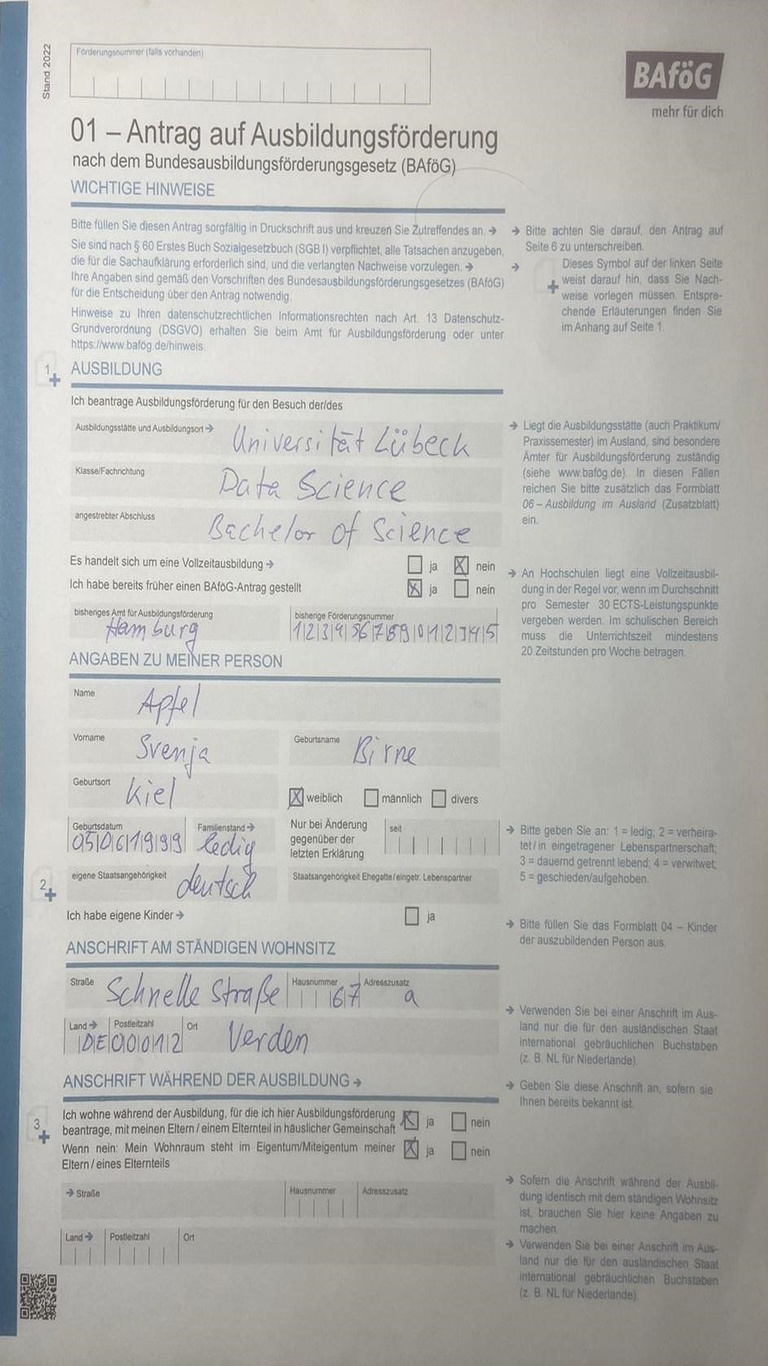 Stand 2022
Förderungsnummer (falls vorhanden)
BAföG
mehr für dich
01 – Antrag auf Ausbildungsförderung
nach dem Bundesausbildungsförderungsgesetz (BAföG)
WICHTIGE HINWEISE
Bitte füllen Sie diesen Antrag sorgfältig in Druckschrift aus und kreuzen Sie Zutreffendes an. →
Sie sind nach § 60 Erstes Buch Sozialgesetzbuch (SGB I) verpflichtet, alle Tatsachen anzugeben,
die für die Sachaufklärung erforderlich sind, und die verlangten Nachweise vorzulegen. →
Ihre Angaben sind gemäß den Vorschriften des Bundesausbildungsförderungsgesetzes (BAföG)
für die Entscheidung über den Antrag notwendig.
Hinweise zu Ihren datenschutzrechtlichen Informationsrechten nach Art. 13 Datenschutz-
Grundverordnung (DSGVO) erhalten Sie beim Amt für Ausbildungsförderung oder unter
https://www.bafög.de/hinweis.
→ Bitte achten Sie darauf, den Antrag auf
Seite 6 zu unterschreiben.
→ Dieses Symbol auf der linken Seite
+ weist darauf hin, dass Sie Nach-
weise vorlegen müssen. Entspre-
chende Erläuterungen finden Sie
im Anhang auf Seite 1.
1+ AUSBILDUNG
Ich beantrage Ausbildungsförderung für den Besuch der/des
Ausbildungsstätte und Ausbildungsort → Universität Lübeck
Klasse/Fachrichtung Data Science
angestrebter Abschluss Bachelor of Science
→ Liegt die Ausbildungsstätte (auch Praktikum/
Praxissemester) im Ausland, sind besondere
Ämter für Ausbildungsförderung zuständig
(siehe www.bafög.de). In diesen Fällen
reichen Sie bitte zusätzlich das Formblatt
06 – Ausbildung im Ausland (Zusatzblatt)
ein.
Es handelt sich um eine Vollzeitausbildung → ja X nein
Ich habe bereits früher einen BAföG-Antrag gestellt X ja nein
bisheriges Amt für Ausbildungsförderung bisherige Förderungsnummer
Hamburg 123456789012345
→ An Hochschulen liegt eine Vollzeitausbil-
dung in der Regel vor, wenn im Durchschnitt
pro Semester 30 ECTS-Leistungspunkte
vergeben werden. Im schulischen Bereich
muss die Unterrichtszeit mindestens
20 Zeitstunden pro Woche betragen.
ANGABEN ZU MEINER PERSON
Name Apfel
Vorname Svenja Geburtsname Birne
Geburtsort Kiel X weiblich männlich divers
Geburtsdatum 05061999 Familienstand → ledig
Nur bei Änderung
gegenüber der
letzten Erklärung
seit
→ Bitte geben Sie an: 1 = ledig; 2 = verheira-
tet/in eingetragener Lebenspartnerschaft;
3 = dauernd getrennt lebend; 4 = verwitwet;
5 = geschieden/aufgehoben.
2+ eigene Staatsangehörigkeit deutsch Staatsangehörigkeit Ehegatte/eingetr. Lebenspartner
Ich habe eigene Kinder → ja
→ Bitte füllen Sie das Formblatt 04 – Kinder
der auszubildenden Person aus.
ANSCHRIFT AM STÄNDIGEN WOHNSITZ
Straße Schnelle Straße Hausnummer 67 Adresszusatz a
Land → DE Postleitzahl 00012 Ort Verden
→ Verwenden Sie bei einer Anschrift im Aus-
land nur die für den ausländischen Staat
international gebräuchlichen Buchstaben
(z. B. NL für Niederlande).
ANSCHRIFT WÄHREND DER AUSBILDUNG →
→ Geben Sie diese Anschrift an, sofern sie
Ihnen bereits bekannt ist.
3+ Ich wohne während der Ausbildung, für die ich hier Ausbildungsförderung
beantrage, mit meinen Eltern / einem Elternteil in häuslicher Gemeinschaft X ja nein
Wenn nein: Mein Wohnraum steht im Eigentum/Miteigentum meiner X ja nein
Eltern / eines Elternteils
→ Straße Hausnummer Adresszusatz
Land → Postleitzahl Ort
→ Sofern die Anschrift während der Ausbil-
dung identisch mit dem ständigen Wohnsitz
ist, brauchen Sie hier keine Angaben zu
machen.
→ Verwenden Sie bei einer Anschrift im Aus-
land nur die für den ausländischen Staat
international gebräuchlichen Buchstaben
(z. B. NL für Niederlande).